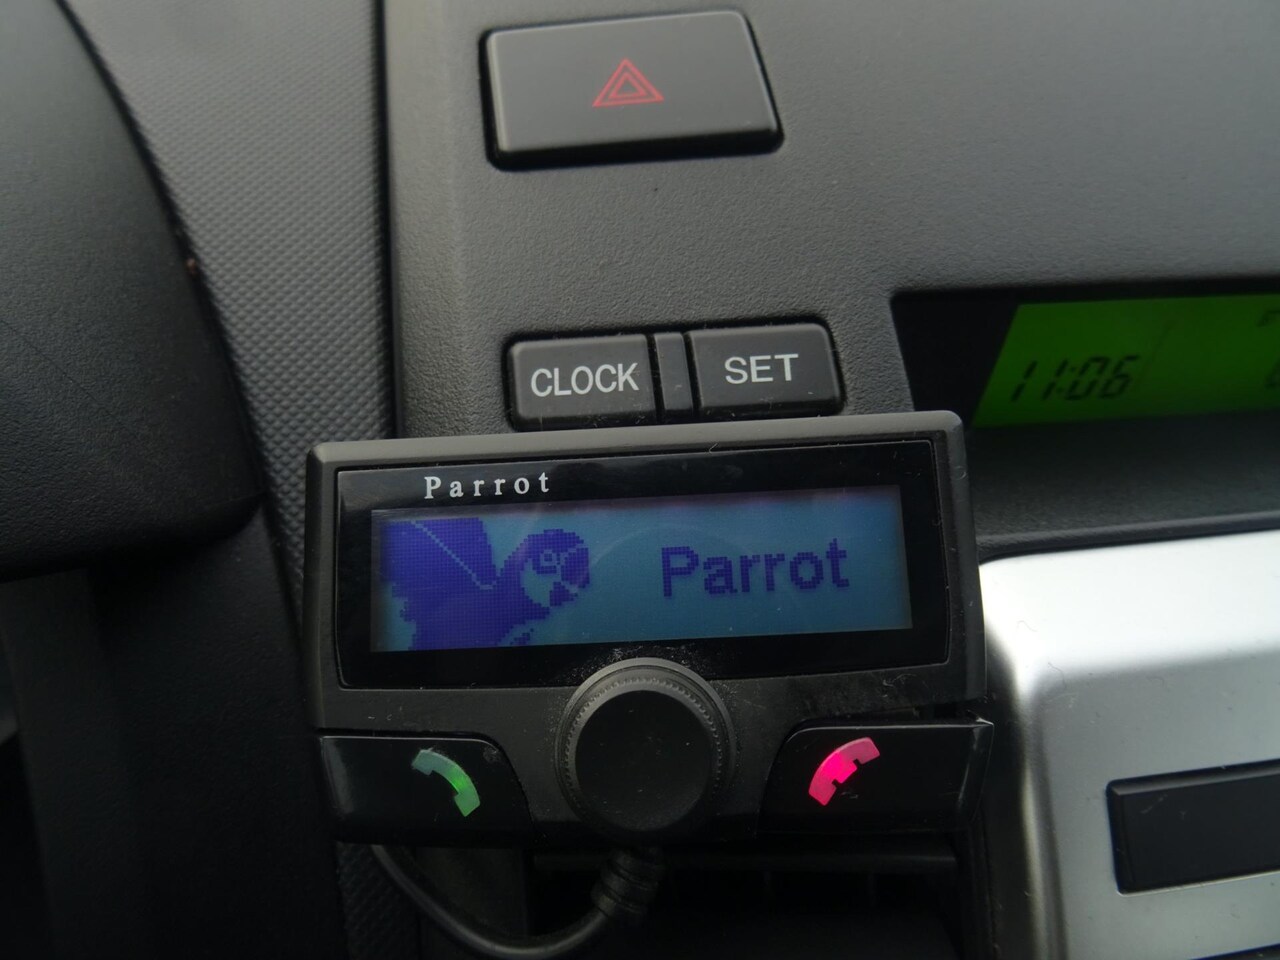 CLOCK
SET
11:06
Parrot
Parrot